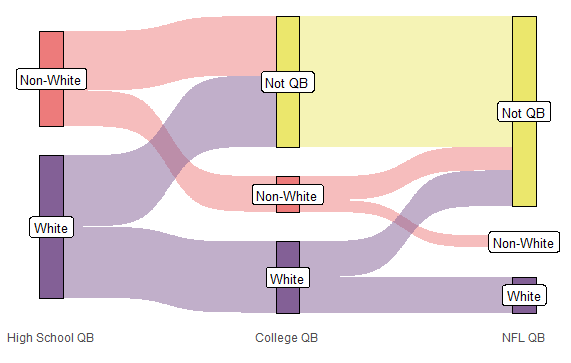 Non-White
White
Not QB
Non-White
White
Not QB
Non-White
White
High School QB
College QB
NFL QB